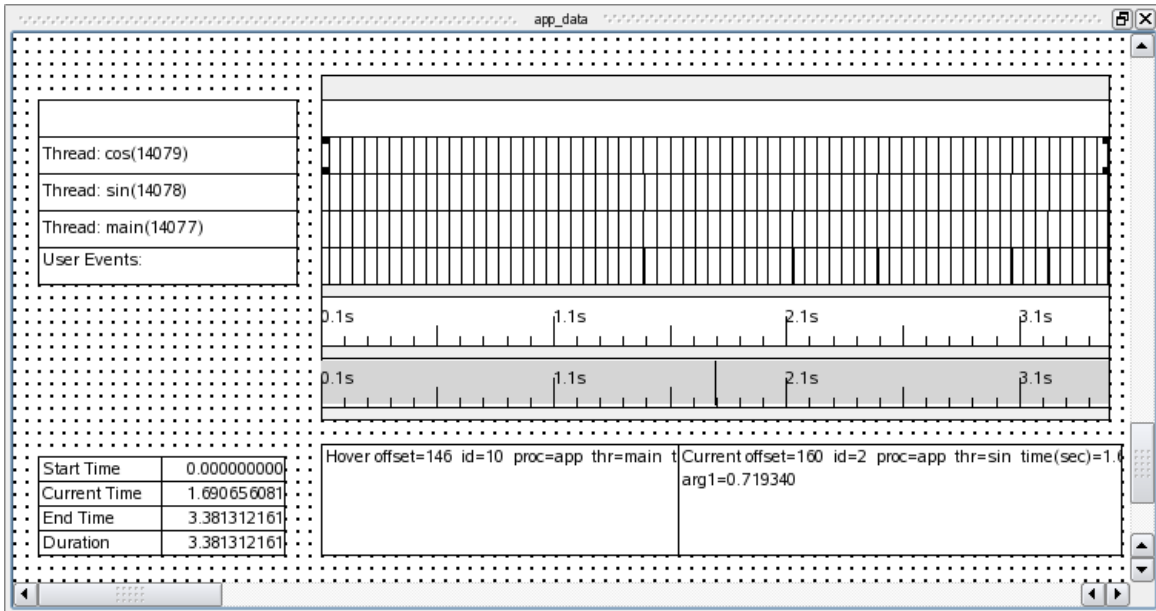 app_data
Thread: cos(14079)
Thread: sin(14078)
Thread: main(14077)
User Events:
0.1s 1.1s 2.1s 3.1s
0.1s 1.1s 2.1s 3.1s
Start Time 0.000000000
Current Time 1.690656081
End Time 3.381312161
Duration 3.381312161
Hover offset=146 id=10 proc=app thr=main t
Current offset=160 id=2 proc=app thr=sin time(sec)=1.6
arg1=0.719340